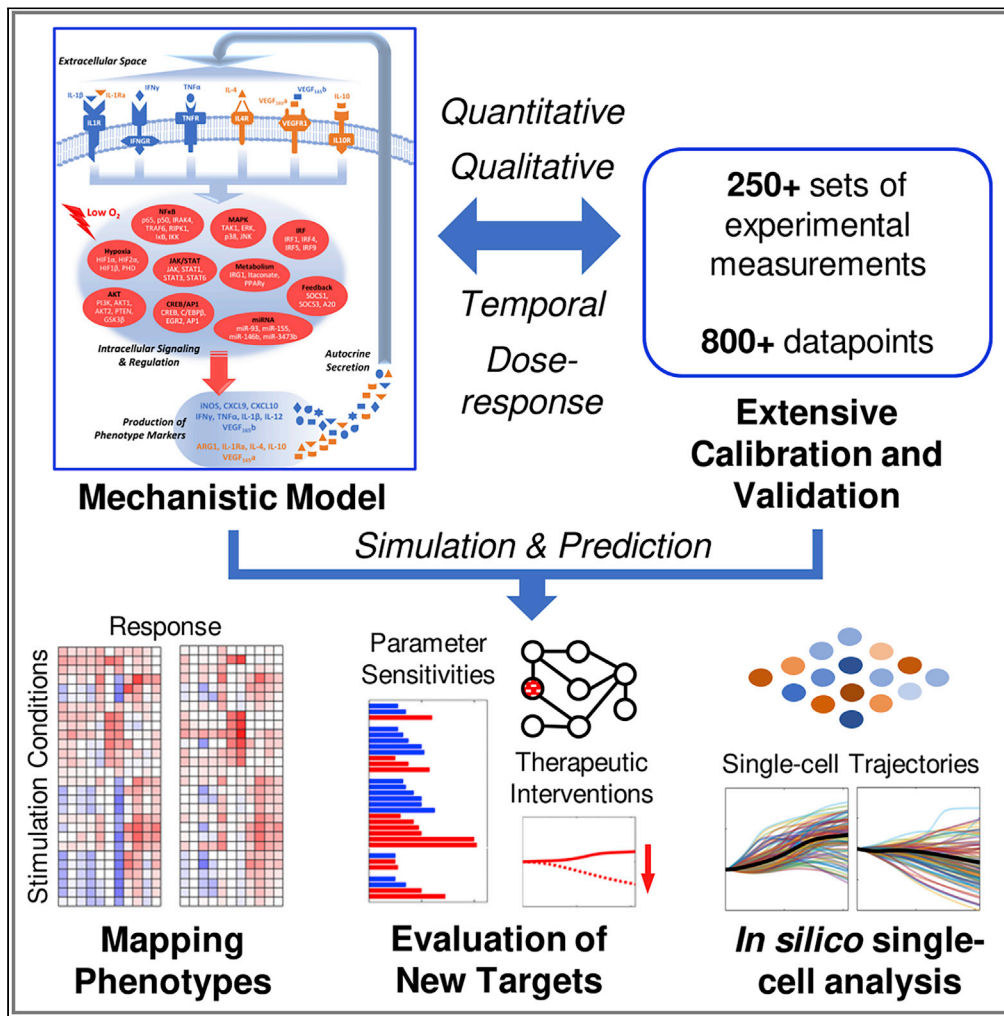 Extracellular Space
IL-1β IL-1Ra IFNγ TNFα IL-4 VEGF165a VEGF165b IL-10
IL1R IFNGR TNFR IL4R VEGFR1 IL10R
Low O2
NFκB
p65, p50, IRAK4,
TRAF6, RIPK1,
IκB, IKK
MAPK
TAK1, ERK,
p38, JNK
IRF
IRF1, IRF4,
IRF5, IRF9
Hypoxia
HIF1α, HIF2α,
HIF1β, PHD
JAK/STAT
JAK, STAT1,
STAT3, STAT6
Metabolism
IRG1, Itaconate,
PPARγ
Feedback
SOCS1,
SOCS3, A20
AKT
PI3K, AKT1,
AKT2, PTEN,
GSK3β
CREB/AP1
CREB, C/EBPβ,
EGR2, AP1
miRNA
miR-93, miR-155,
miR-146b, miR-3473b
Intracellular Signaling
& Regulation
Autocrine
Secretion
Production of
Phenotype Markers
iNOS, CXCL9, CXCL10
IFNγ, TNFα, IL-1β, IL-12
VEGF165b
ARG1, IL-1Ra, IL-4, IL-10
VEGF165a
Mechanistic Model
Quantitative
Qualitative
Temporal
Dose-
response
250+ sets of
experimental
measurements
800+ datapoints
Extensive
Calibration and
Validation
Simulation & Prediction
Response
Stimulation Conditions
Mapping
Phenotypes
Parameter
Sensitivities
Therapeutic
Interventions
Evaluation of
New Targets
Single-cell Trajectories
In silico single-
cell analysis